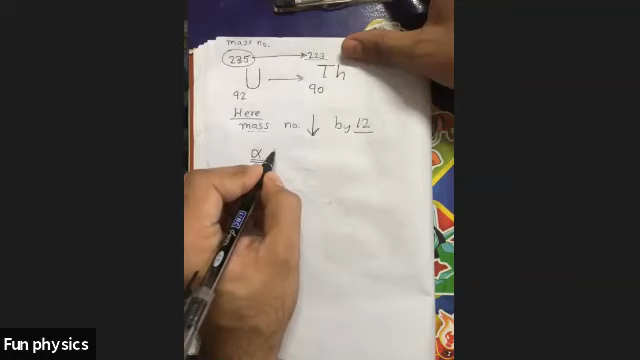 mass no.
235 → 223
U → Th
92 90
Here
mass no. ↓ by 12
α
Fun physics